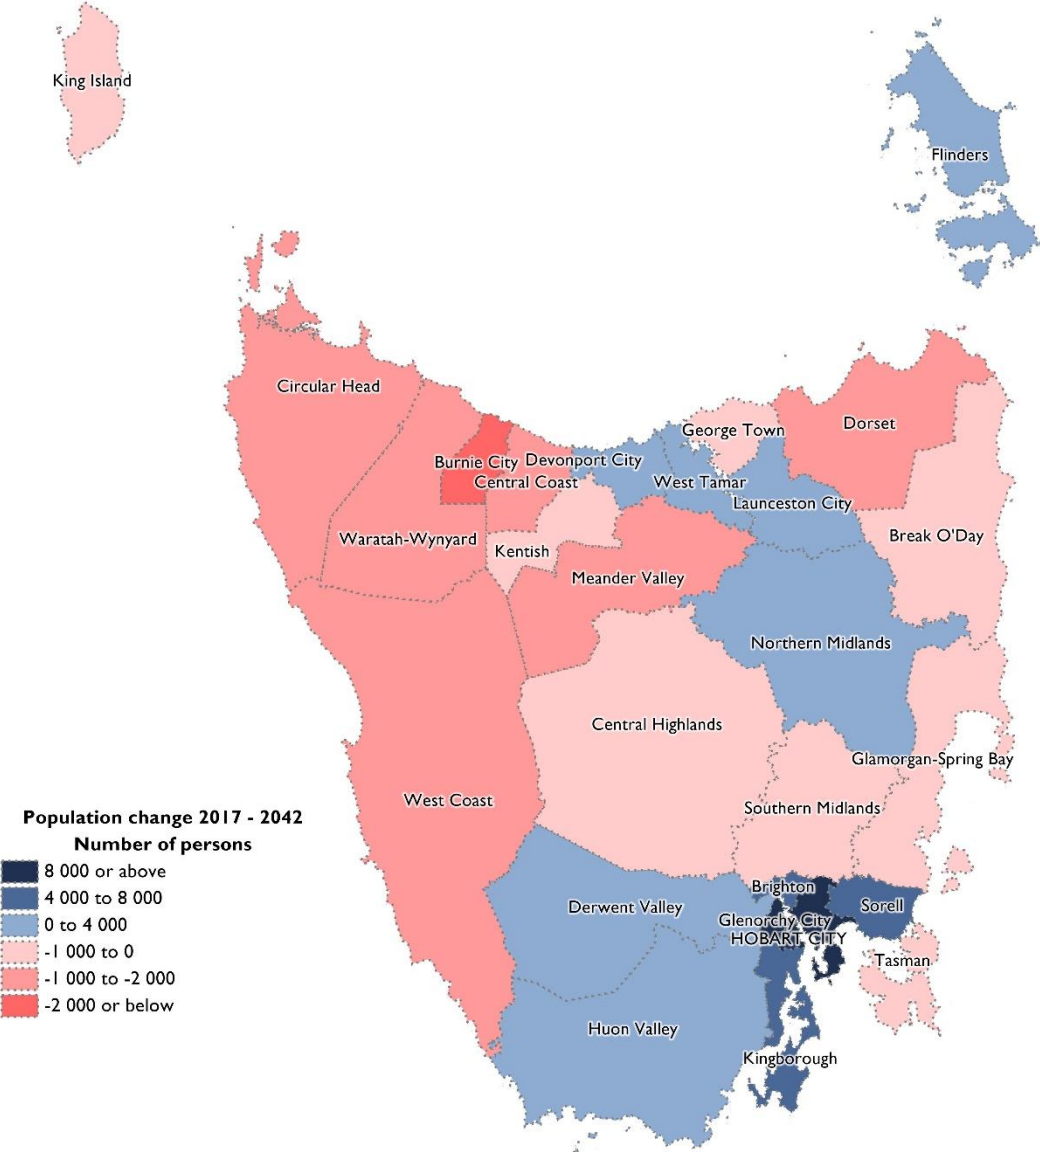 King Island
Flinders
Circular Head
George Town
Dorset
Burnie City
Devonport City
Central Coast
West Tamar
Launceston City
Waratah-Wynyard
Kentish
Break O'Day
Meander Valley
Northern Midlands
Central Highlands
Glamorgan-Spring Bay
West Coast
Southern Midlands
Population change 2017 - 2042
Number of persons
8 000 or above
4 000 to 8 000
0 to 4 000
-1 000 to 0
-1 000 to -2 000
-2 000 or below
Brighton
Derwent Valley
Sorell
Glenorchy City
HOBART CITY
Tasman
Huon Valley
Kingborough